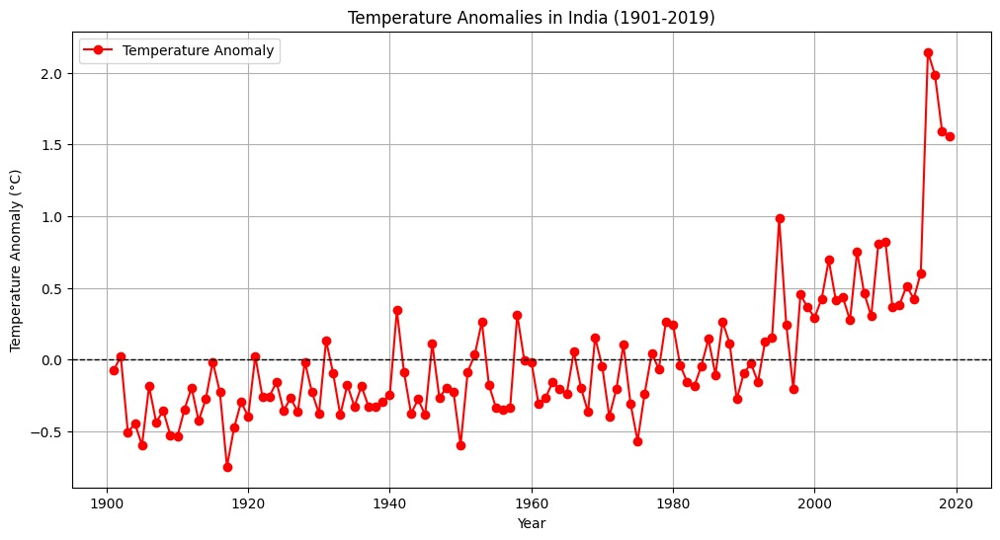 Temperature Anomalies in India (1901-2019)
Temperature Anomaly
Temperature Anomaly (°C)
2.0
1.5
1.0
0.5
0.0
−0.5
1900 1920 1940 1960 1980 2000 2020
Year